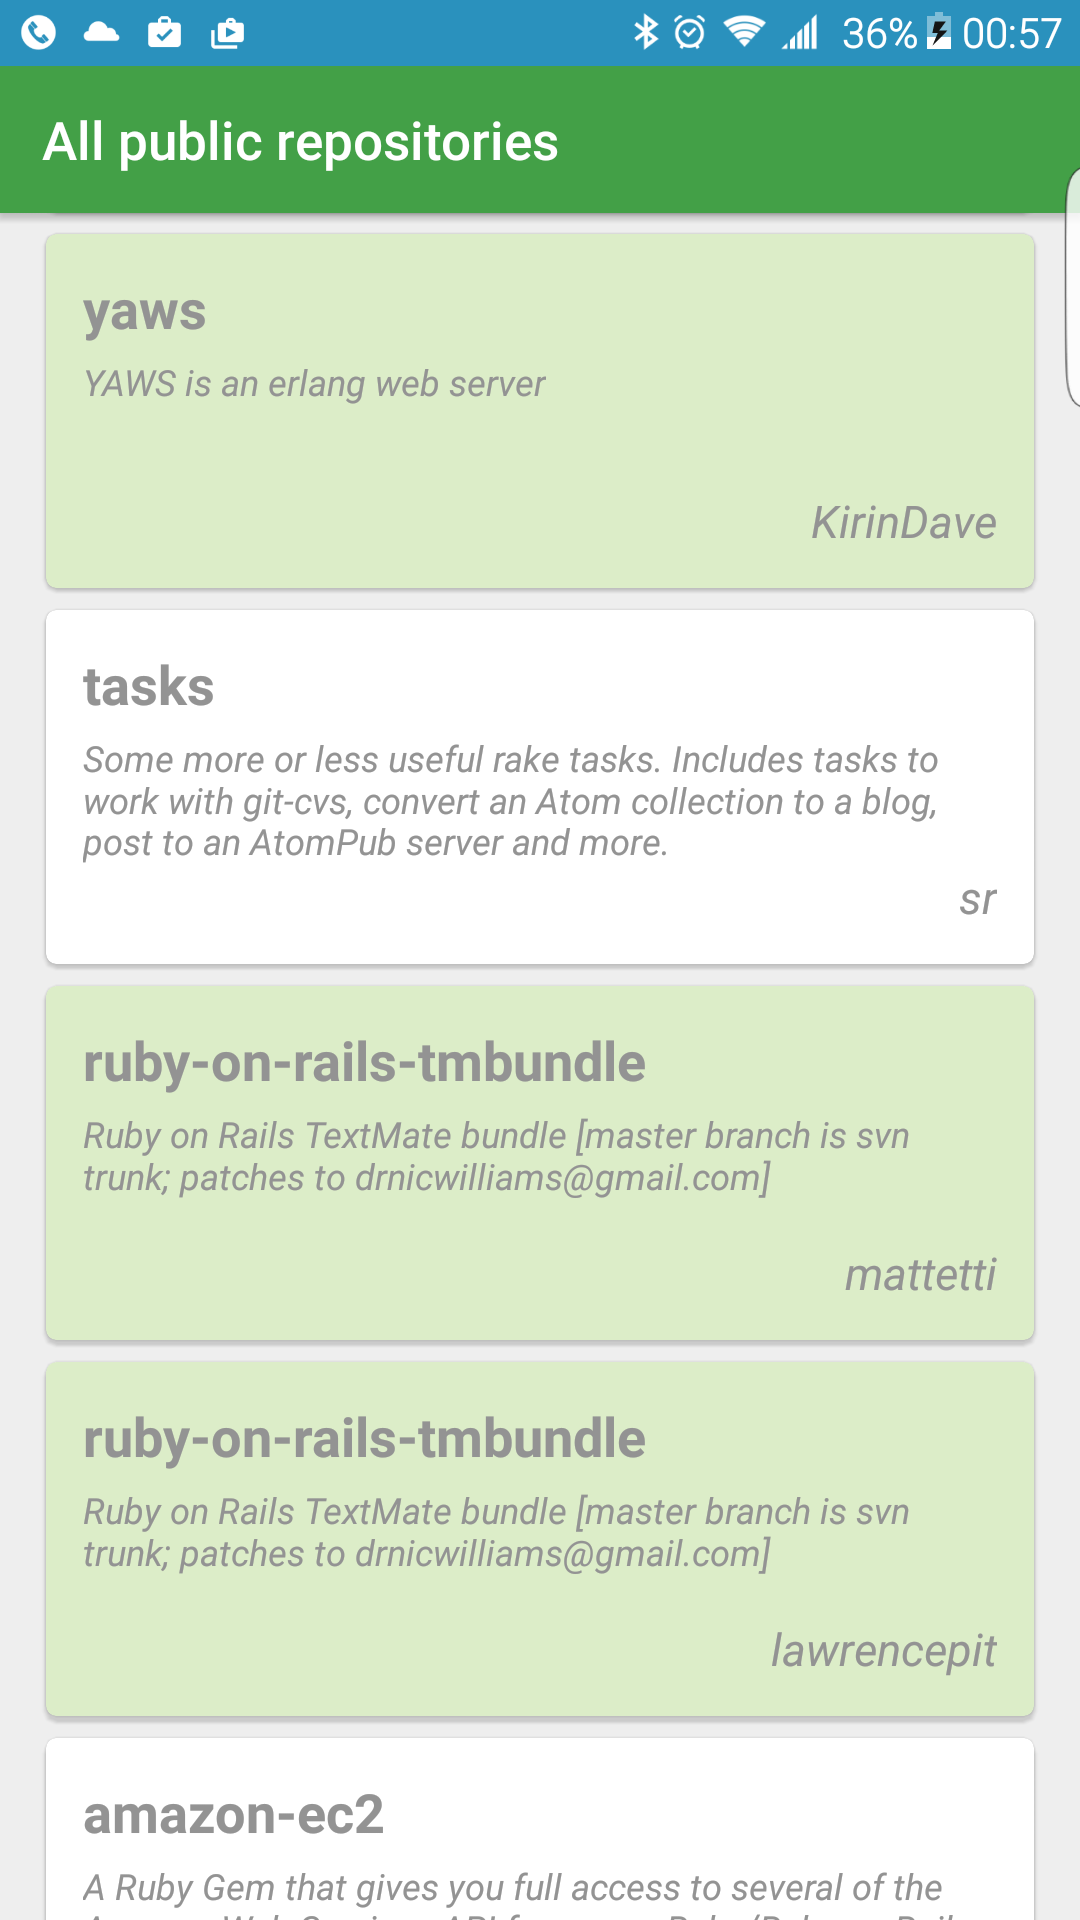 36% 00:57
All public repositories
yaws
YAWS is an erlang web server
KirinDave
tasks
Some more or less useful rake tasks. Includes tasks to
work with git-cvs, convert an Atom collection to a blog,
post to an AtomPub server and more.
sr
ruby-on-rails-tmbundle
Ruby on Rails TextMate bundle [master branch is svn
trunk; patches to drnicwilliams@gmail.com]
mattetti
ruby-on-rails-tmbundle
Ruby on Rails TextMate bundle [master branch is svn
trunk; patches to drnicwilliams@gmail.com]
lawrencepit
amazon-ec2
A Ruby Gem that gives you full access to several of the